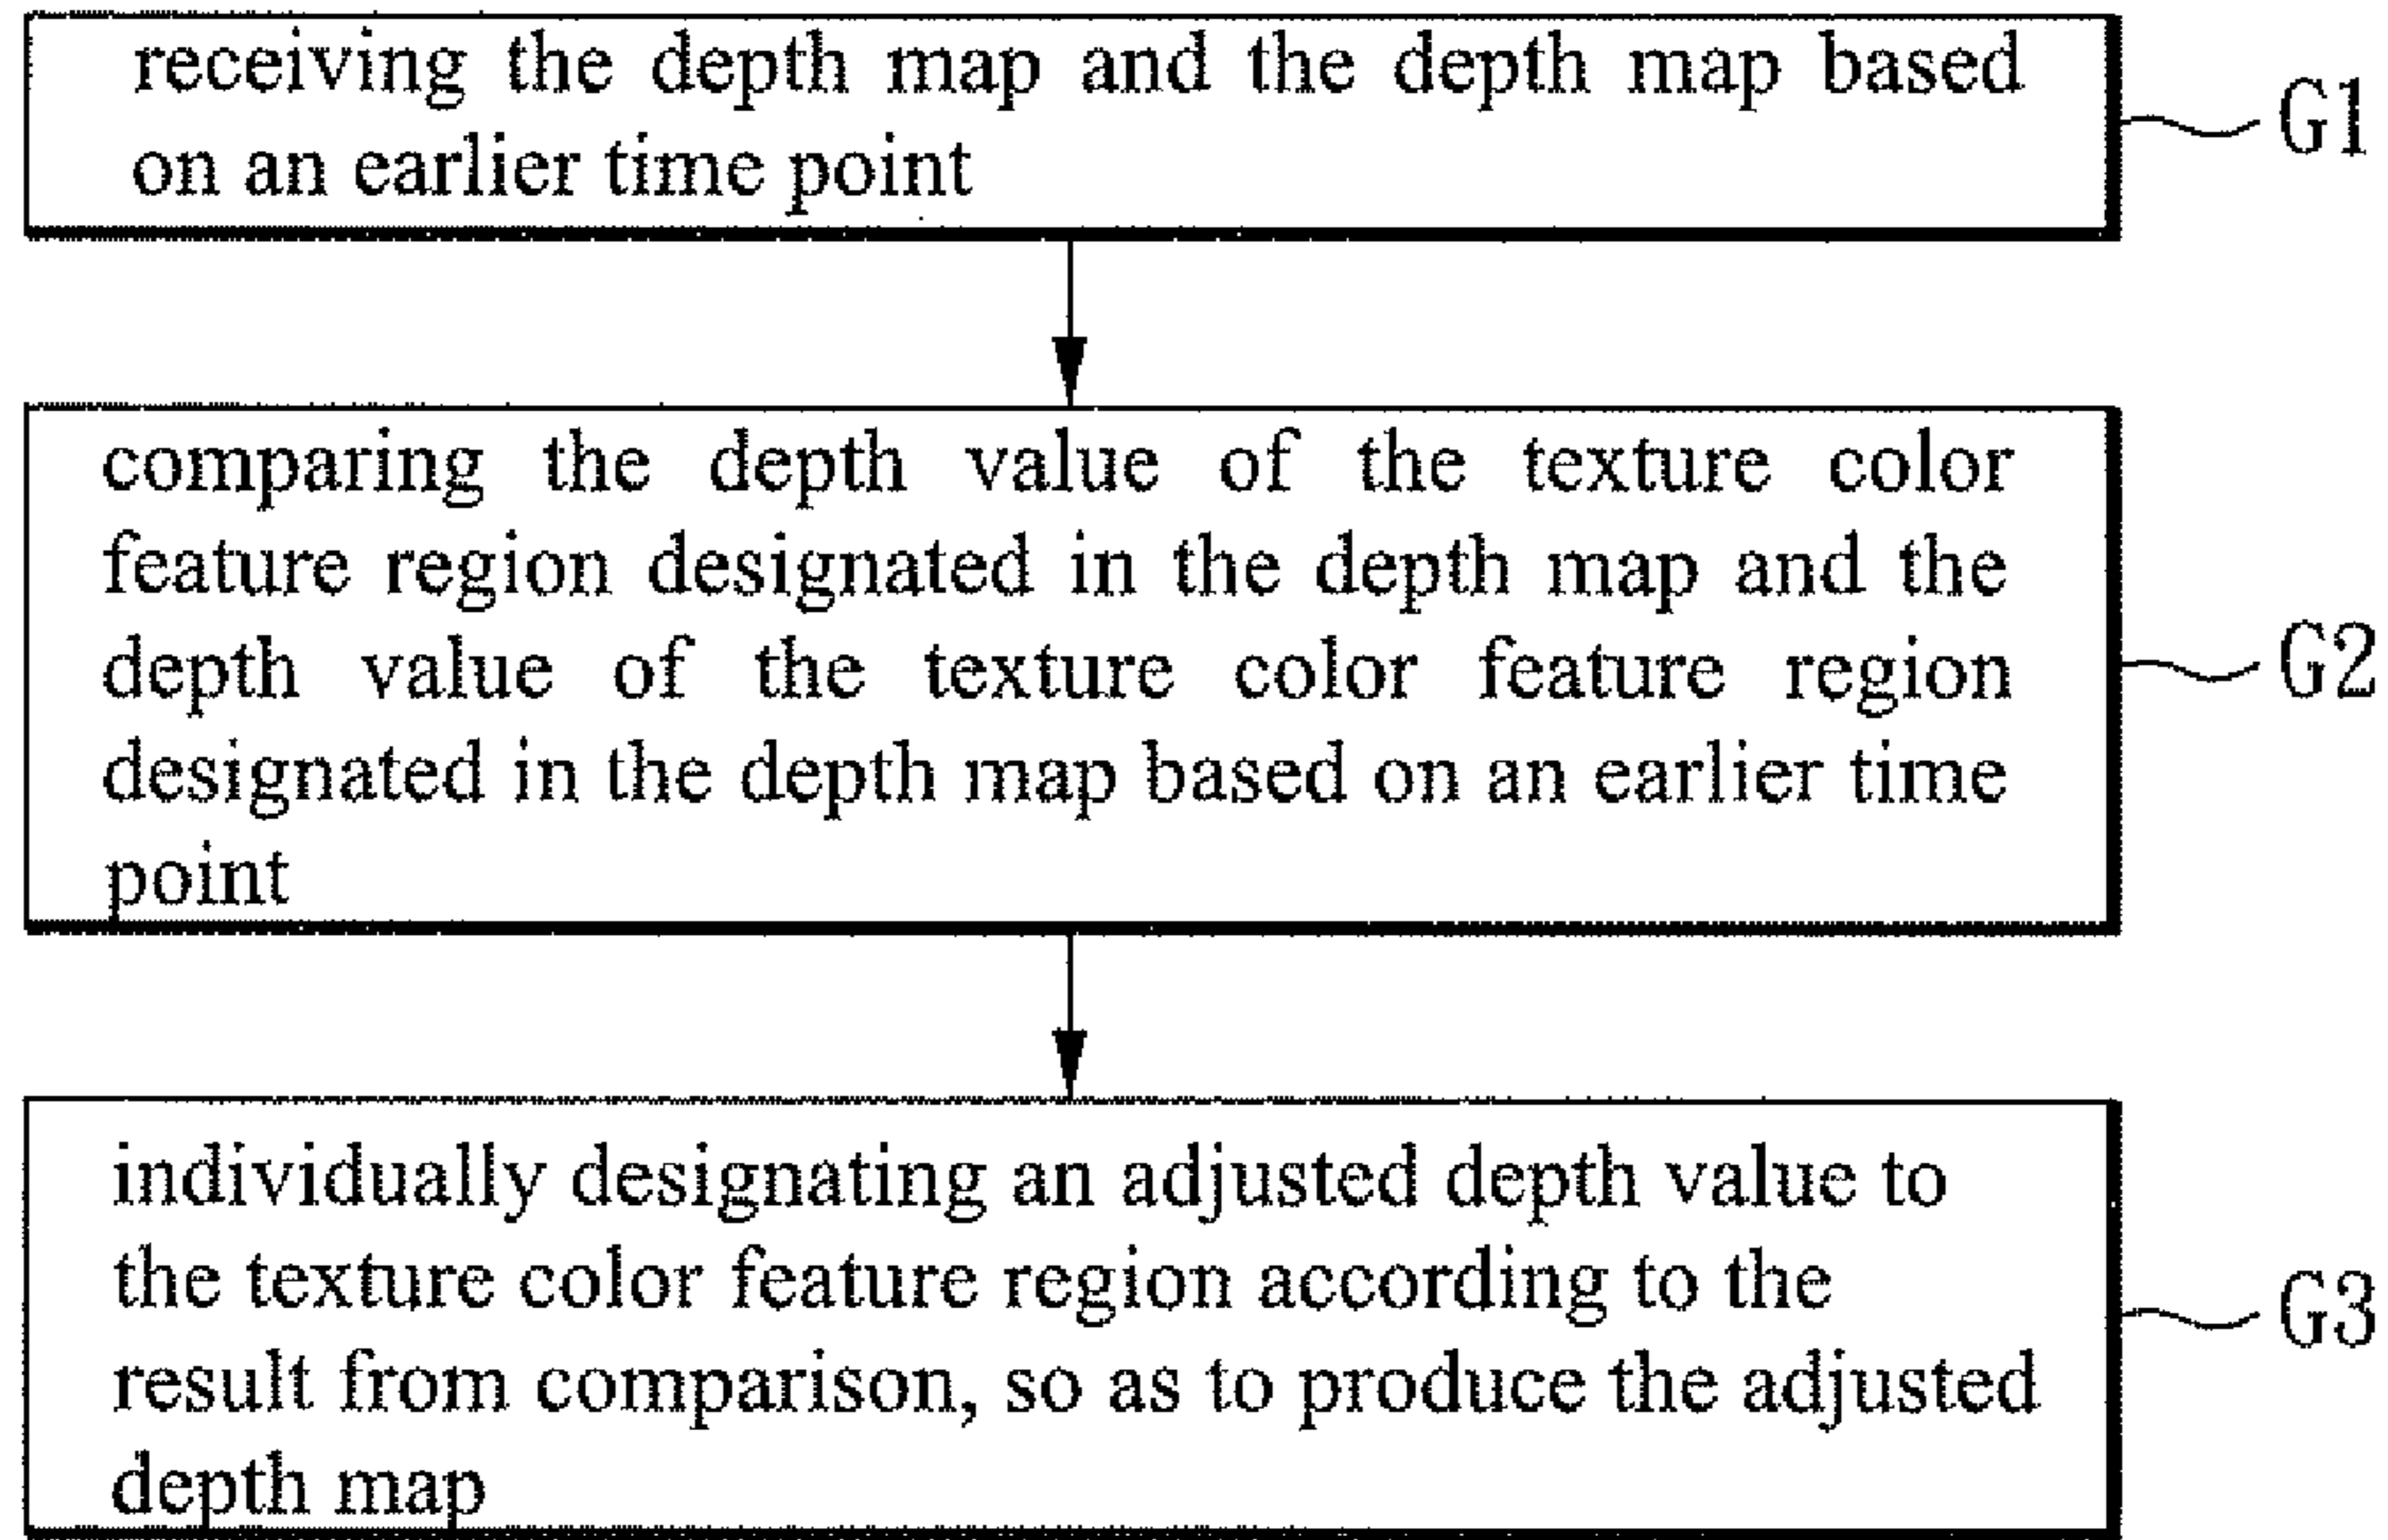 receiving the depth map and the depth map based
on an earlier time point
G1
comparing the depth value of the texture color
feature region designated in the depth map and the
depth value of the texture color feature region
designated in the depth map based on an earlier time
point
G2
individually designating an adjusted depth value to
the texture color feature region according to the
result from comparison, so as to produce the adjusted
depth map
G3